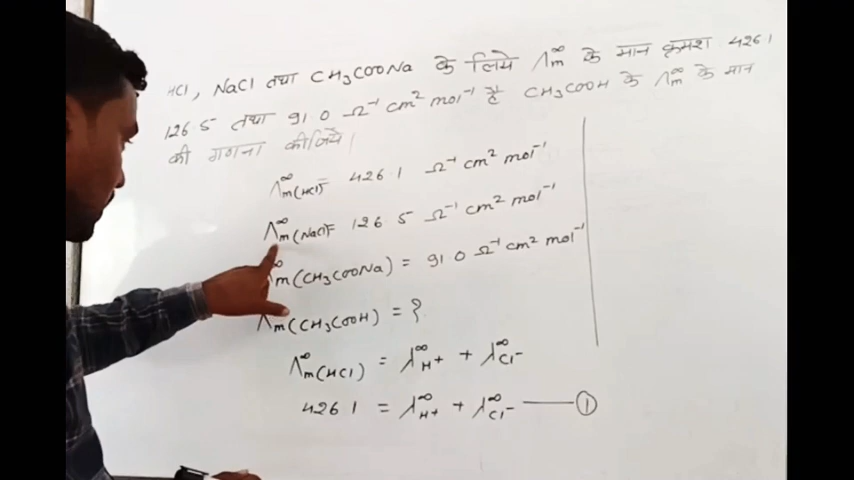 HCl, NaCl तथा CH₃COONa के लिये Λ∞m के मान क्रमश 426 1
126 5 तथा 91 0 Ω⁻¹ cm² mol⁻¹ है CH₃COOH के Λ∞m के मान
की गणना कीजिये।
Λ∞m(HCl) = 426.1 Ω⁻¹ cm² mol⁻¹
Λ∞m(NaCl) = 126.5 Ω⁻¹ cm² mol⁻¹
∞m(CH₃COONa) = 91 0 Ω⁻¹ cm² mol⁻¹
Λm(CH₃COOH) = ?
Λ∞m(HCl) = λ∞H+ + λ∞Cl-
426 1 = λ∞H+ + λ∞Cl- —— ①